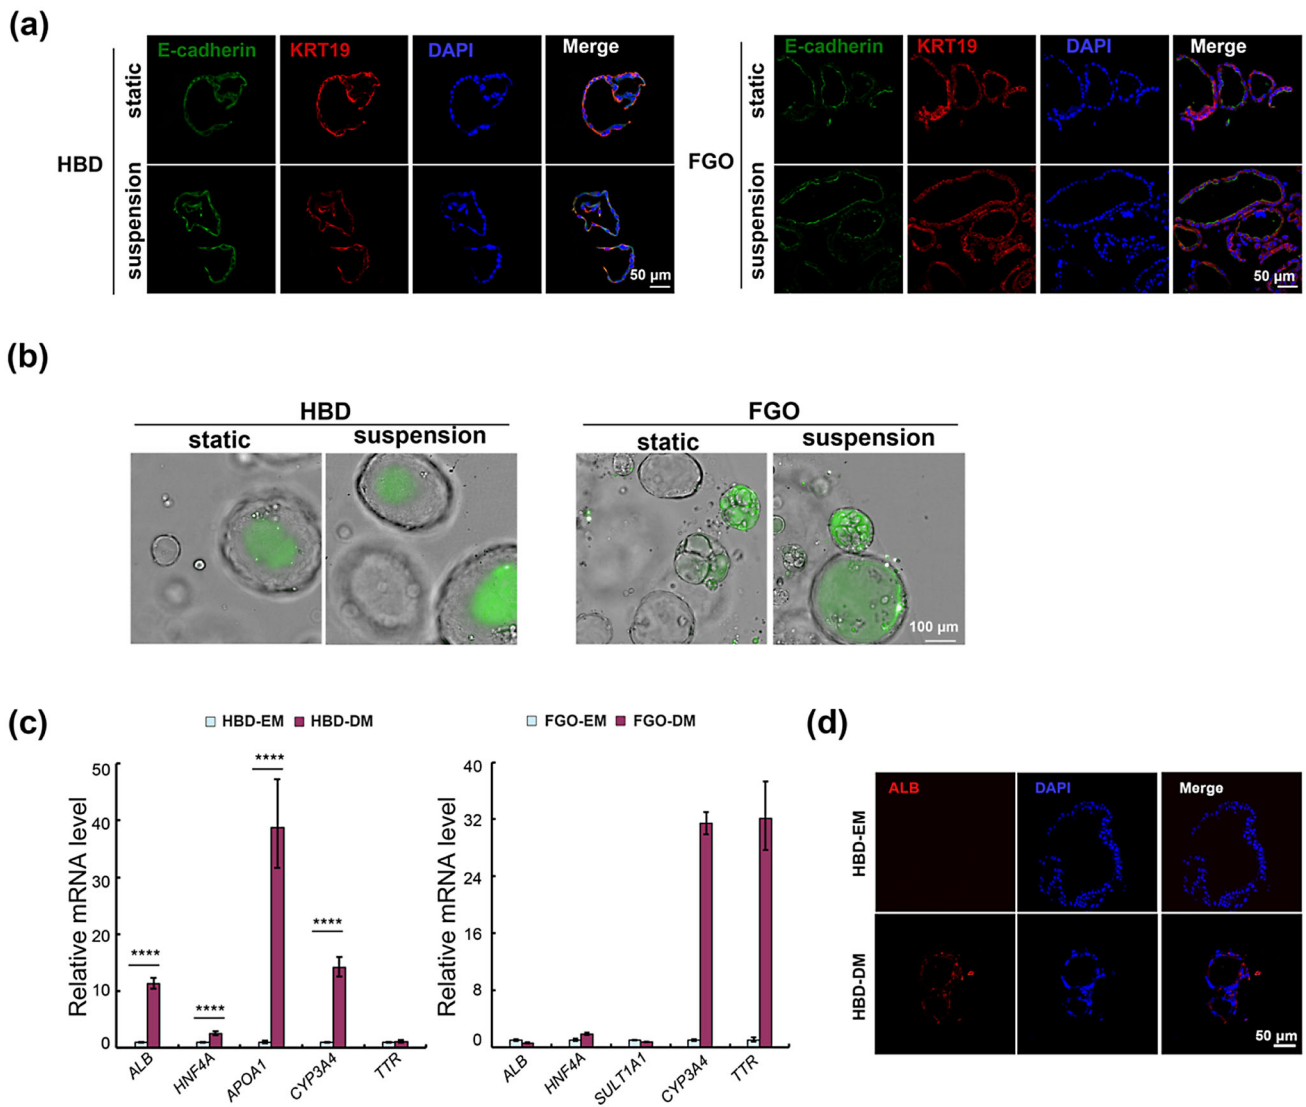 (a)
E-cadherin KRT19 DAPI Merge
static
HBD
suspension
50 µm
E-cadherin KRT19 DAPI Merge
static
FGO
suspension
50 µm
(b)
HBD
static suspension
FGO
static suspension
100 µm
(c)
HBD-EM HBD-DM
Relative mRNA level
50
40
30
20
10
0
**** **** **** ****
ALB HNF4A APOA1 CYP3A4 TTR
FGO-EM FGO-DM
Relative mRNA level
40
32
24
16
8
0
ALB HNF4A SULT1A1 CYP3A4 TTR
(d)
ALB DAPI Merge
HBD-EM
HBD-DM
50 µm